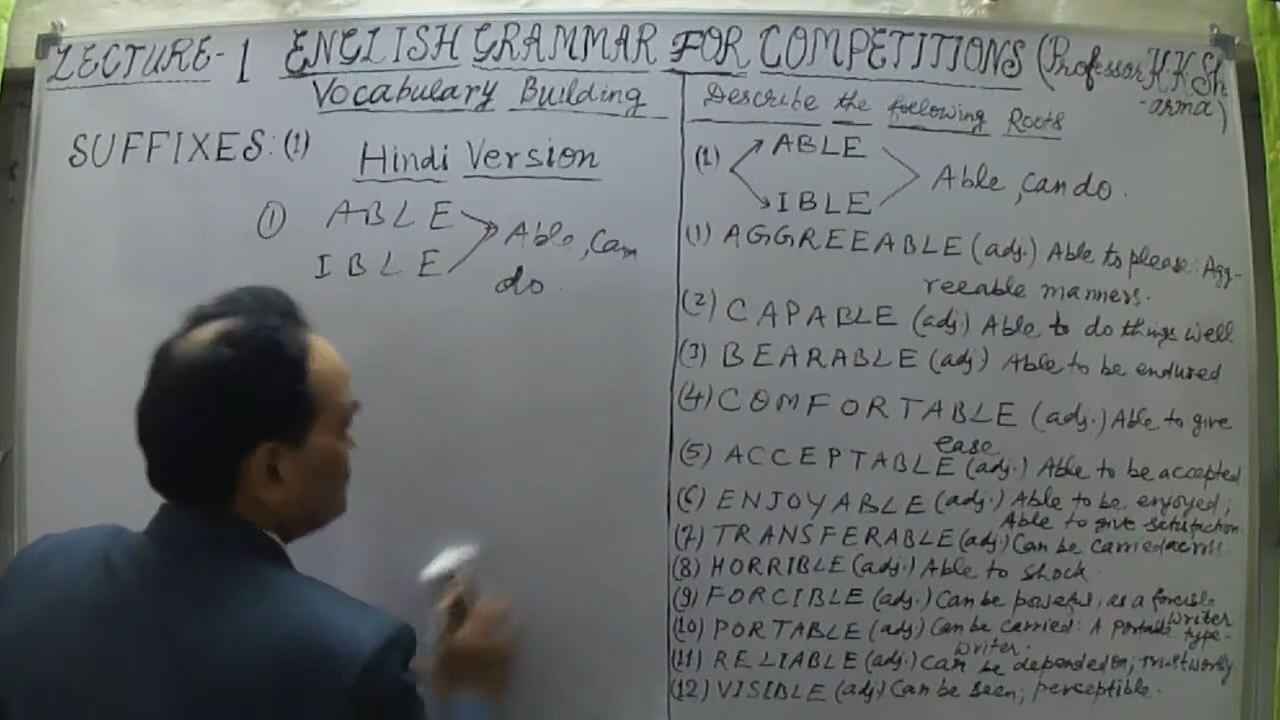 LECTURE-1 ENGLISH GRAMMAR FOR COMPETITIONS (Professor KKSh
-arma)
Vocabulary Building
SUFFIXES: (1)
Hindi Version
① ABLE
IBLE
Able, Can
do.
Describe the following Roots
(1) ABLE
IBLE
Able, can do.
(1) AGGREEABLE (adj.) Able to please: Agg-
reeable manners.
(2) CAPABLE (adj.) Able to do things well
(3) BEARABLE (adj) Able to be endured
(4) COMFORTABLE (adj.) Able to give
ease
(5) ACCEPTABLE (adj.) Able to be accepted
(6) ENJOYABLE (adj.) Able to be enjoyed;
Able to give satisfaction.
(7) TRANSFERABLE (adj) Can be carried across
(8) HORRIBLE (adj.) Able to shock
(9) FORCIBLE (adj.) Can be poweful, as a forcible
writer
(10) PORTABLE (adj) Can be carried: A portable type-
writer.
(11) RELIABLE (adj.) Can be depended on; trustworthy
(12) VISIBLE (adj) Can be seen; perceptible.